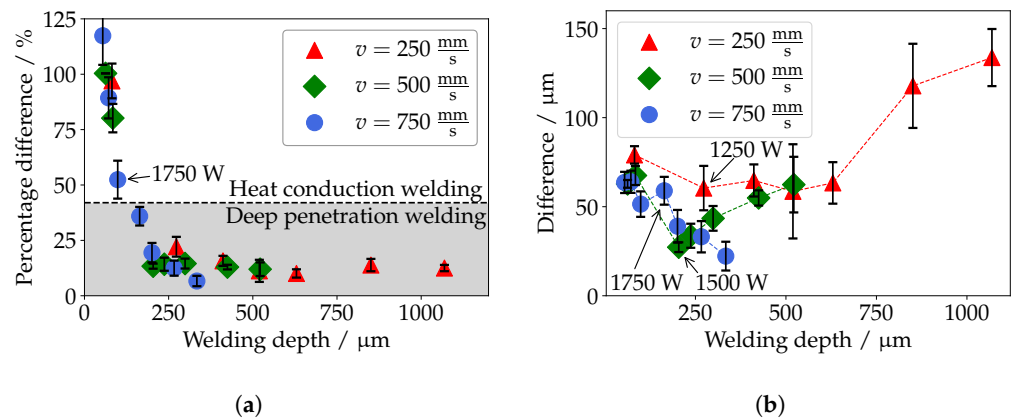 125
100
75
50
25
0
Percentage difference / %
v = 250 mm/s
v = 500 mm/s
v = 750 mm/s
1750 W
Heat conduction welding
Deep penetration welding
0 250 500 750 1000
Welding depth / μm
(a)
150
100
50
0
Difference / μm
v = 250 mm/s
v = 500 mm/s
v = 750 mm/s
1250 W
1750 W
1500 W
250 500 750 1000
Welding depth / μm
(b)